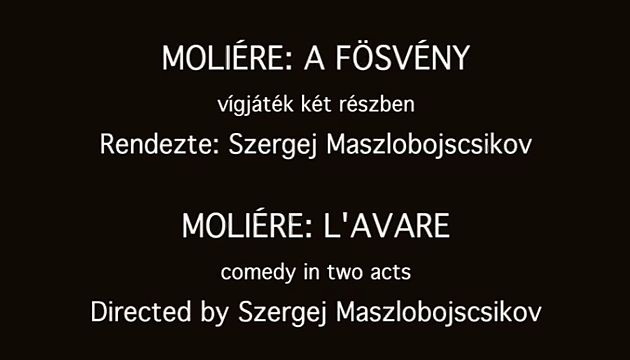 MOLIÉRE: A FÖSVÉNY
vígjáték két részben
Rendezte: Szergej Maszlobojscsikov
MOLIÉRE: L'AVARE
comedy in two acts
Directed by Szergej Maszlobojscsikov